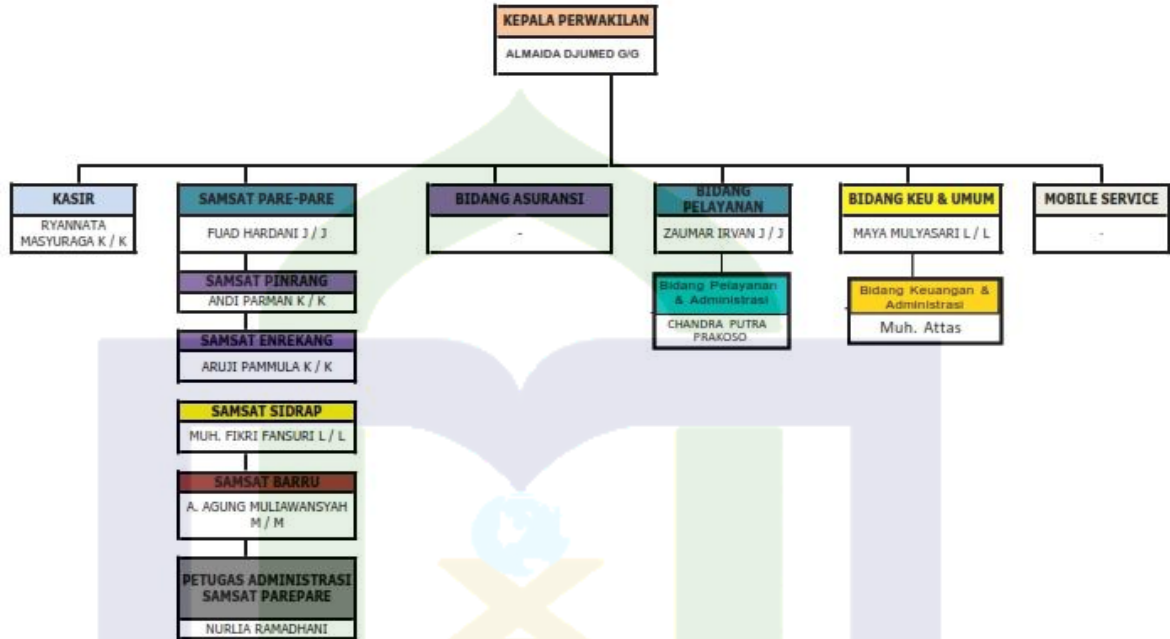 KEPALA PERWAKILAN
ALMAIDA DJUMED G/G
KASIR
RYANNATA
MASYURAGA K / K
SAMSAT PARE-PARE
FUAD HARDANI J / J
SAMSAT PINRANG
ANDI PARMAN K / K
SAMSAT ENREKANG
ARUJI PAMMULA K / K
SAMSAT SIDRAP
MUH. FIKRI FANSURI L / L
SAMSAT BARRU
A. AGUNG MULIAWANSYAH
M / M
PETUGAS ADMINISTRASI
SAMSAT PAREPARE
NURLIA RAMADHANI
BIDANG ASURANSI
-
BIDANG
PELAYANAN
ZAUMAR IRVAN J / J
Bidang Pelayanan
& Administrasi
CHANDRA PUTRA
PRAKOSO
BIDANG KEU & UMUM
MAYA MULYASARI L / L
Bidang Keuangan &
Administrasi
Muh. Attas
MOBILE SERVICE
-